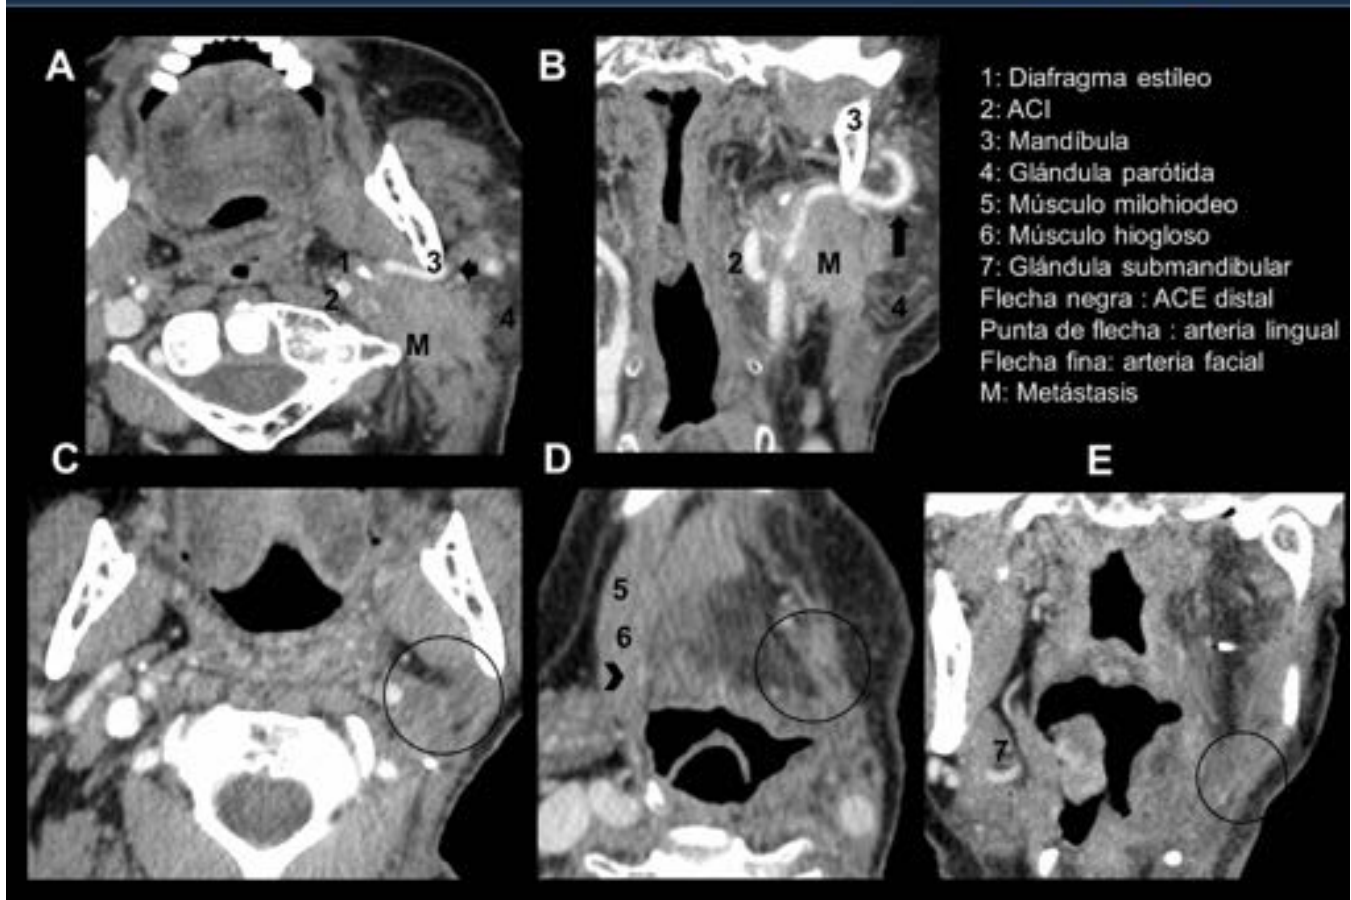 A
B
1: Diafragma estíleo
2: ACI
3: Mandíbula
4: Glándula parótida
5: Músculo milohiodeo
6: Músculo hiogloso
7: Glándula submandibular
Flecha negra : ACE distal
Punta de flecha : arteria lingual
Flecha fina: arteria facial
M: Metástasis
3
1
3
2
4
M
2
M
4
C
D
E
5
6
7